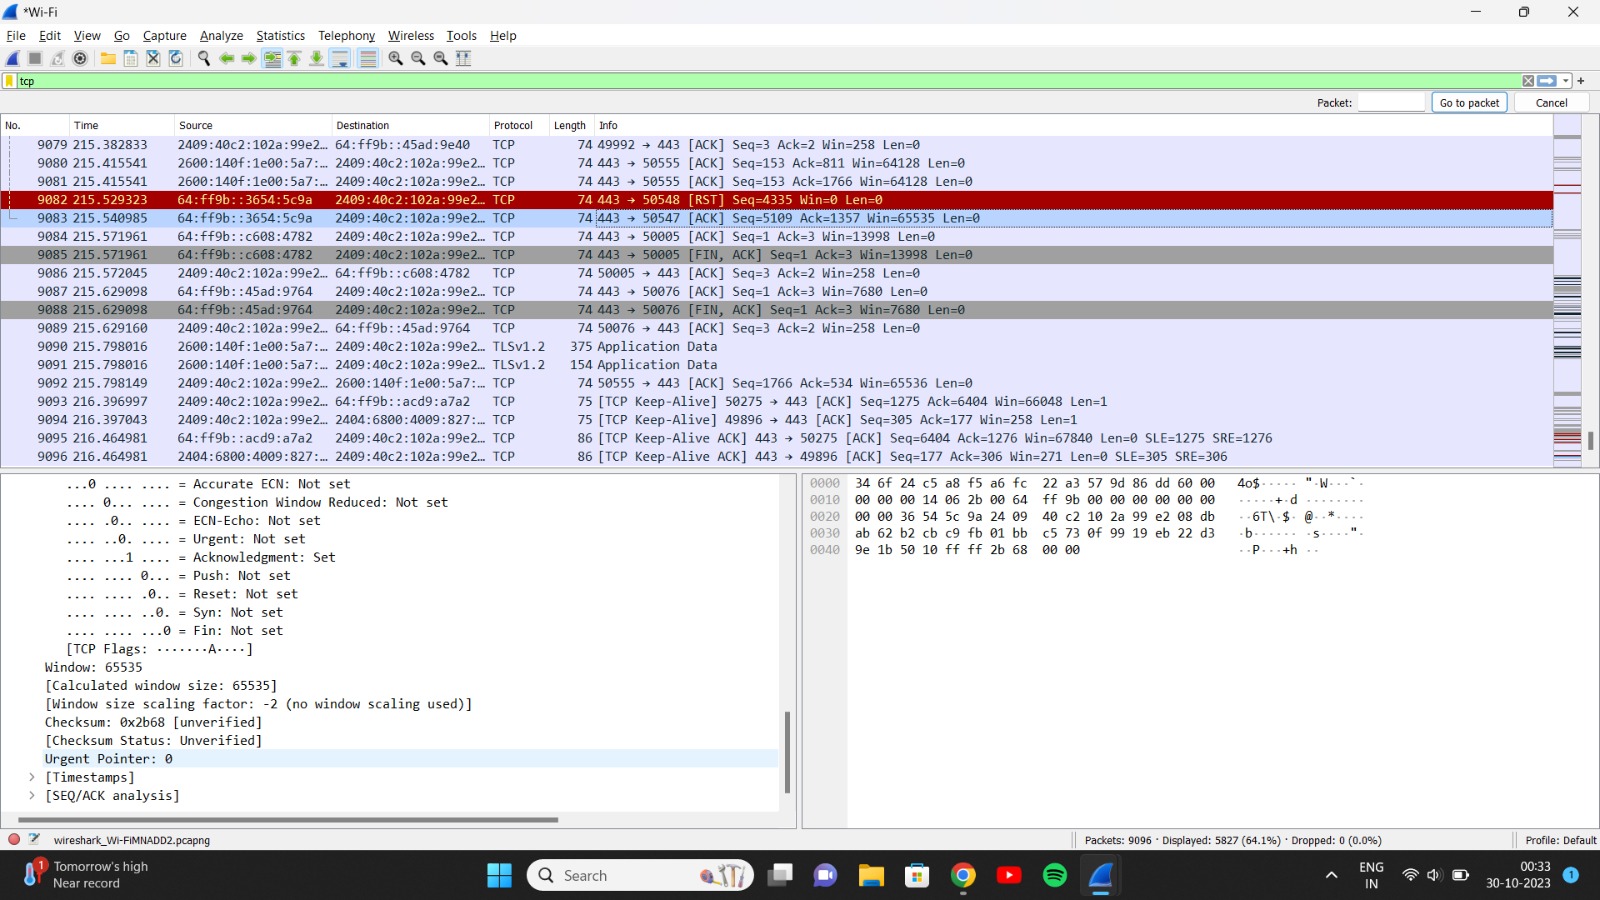 *Wi-Fi
File Edit View Go Capture Analyze Statistics Telephony Wireless Tools Help
tcp
Packet: Go to packet Cancel
No. Time Source Destination Protocol Length Info
9079 215.382833 2409:40c2:102a:99e2… 64:ff9b::45ad:9e40 TCP 74 49992 → 443 [ACK] Seq=3 Ack=2 Win=258 Len=0
9080 215.415541 2600:140f:1e00:5a7:… 2409:40c2:102a:99e2… TCP 74 443 → 50555 [ACK] Seq=153 Ack=811 Win=64128 Len=0
9081 215.415541 2600:140f:1e00:5a7:… 2409:40c2:102a:99e2… TCP 74 443 → 50555 [ACK] Seq=153 Ack=1766 Win=64128 Len=0
9082 215.529323 64:ff9b::3654:5c9a 2409:40c2:102a:99e2… TCP 74 443 → 50548 [RST] Seq=4335 Win=0 Len=0
9083 215.540985 64:ff9b::3654:5c9a 2409:40c2:102a:99e2… TCP 74 443 → 50547 [ACK] Seq=5109 Ack=1357 Win=65535 Len=0
9084 215.571961 64:ff9b::c608:4782 2409:40c2:102a:99e2… TCP 74 443 → 50005 [ACK] Seq=1 Ack=3 Win=13998 Len=0
9085 215.571961 64:ff9b::c608:4782 2409:40c2:102a:99e2… TCP 74 443 → 50005 [FIN, ACK] Seq=1 Ack=3 Win=13998 Len=0
9086 215.572045 2409:40c2:102a:99e2… 64:ff9b::c608:4782 TCP 74 50005 → 443 [ACK] Seq=3 Ack=2 Win=258 Len=0
9087 215.629098 64:ff9b::45ad:9764 2409:40c2:102a:99e2… TCP 74 443 → 50076 [ACK] Seq=1 Ack=3 Win=7680 Len=0
9088 215.629098 64:ff9b::45ad:9764 2409:40c2:102a:99e2… TCP 74 443 → 50076 [FIN, ACK] Seq=1 Ack=3 Win=7680 Len=0
9089 215.629160 2409:40c2:102a:99e2… 64:ff9b::45ad:9764 TCP 74 50076 → 443 [ACK] Seq=3 Ack=2 Win=258 Len=0
9090 215.798016 2600:140f:1e00:5a7:… 2409:40c2:102a:99e2… TLSv1.2 375 Application Data
9091 215.798016 2600:140f:1e00:5a7:… 2409:40c2:102a:99e2… TLSv1.2 154 Application Data
9092 215.798149 2409:40c2:102a:99e2… 2600:140f:1e00:5a7:… TCP 74 50555 → 443 [ACK] Seq=1766 Ack=534 Win=65536 Len=0
9093 216.396997 2409:40c2:102a:99e2… 64:ff9b::acd9:a7a2 TCP 75 [TCP Keep-Alive] 50275 → 443 [ACK] Seq=1275 Ack=6404 Win=66048 Len=1
9094 216.397043 2409:40c2:102a:99e2… 2404:6800:4009:827:… TCP 75 [TCP Keep-Alive] 49896 → 443 [ACK] Seq=305 Ack=177 Win=258 Len=1
9095 216.464981 64:ff9b::acd9:a7a2 2409:40c2:102a:99e2… TCP 86 [TCP Keep-Alive ACK] 443 → 50275 [ACK] Seq=6404 Ack=1276 Win=67840 Len=0 SLE=1275 SRE=1276
9096 216.464981 2404:6800:4009:827:… 2409:40c2:102a:99e2… TCP 86 [TCP Keep-Alive ACK] 443 → 49896 [ACK] Seq=177 Ack=306 Win=271 Len=0 SLE=305 SRE=306
...0 .... .... = Accurate ECN: Not set
.... 0... .... = Congestion Window Reduced: Not set
.... .0.. .... = ECN-Echo: Not set
.... ..0. .... = Urgent: Not set
.... ...1 .... = Acknowledgment: Set
.... .... 0... = Push: Not set
.... .... .0.. = Reset: Not set
.... .... ..0. = Syn: Not set
.... .... ...0 = Fin: Not set
[TCP Flags: ·······A····]
Window: 65535
[Calculated window size: 65535]
[Window size scaling factor: -2 (no window scaling used)]
Checksum: 0x2b68 [unverified]
[Checksum Status: Unverified]
Urgent Pointer: 0
[Timestamps]
[SEQ/ACK analysis]
0000 34 6f 24 c5 a8 f5 a6 fc 22 a3 57 9d 86 dd 60 00 4o$····· "·W···`·
0010 00 00 00 14 06 2b 00 64 ff 9b 00 00 00 00 00 00 ·····+·d ········
0020 00 00 36 54 5c 9a 24 09 40 c2 10 2a 99 e2 08 db ··6T\·$· @··*····
0030 ab 62 b2 cb c9 fb 01 bb c5 73 0f 99 19 eb 22 d3 ·b······ ·s····"·
0040 9e 1b 50 10 ff ff 2b 68 00 00 ··P···+h ··
wireshark_Wi-FiMNADD2.pcapng Packets: 9096 · Displayed: 5827 (64.1%) · Dropped: 0 (0.0%) Profile: Default
1 Tomorrow's high
Near record
Search
ENG
IN
00:33
30-10-2023
1